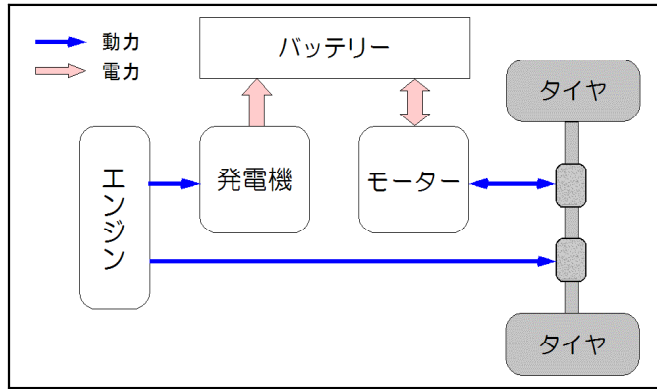 動力
電力
バッテリー
タイヤ
エンジン
発電機
モーター
タイヤ